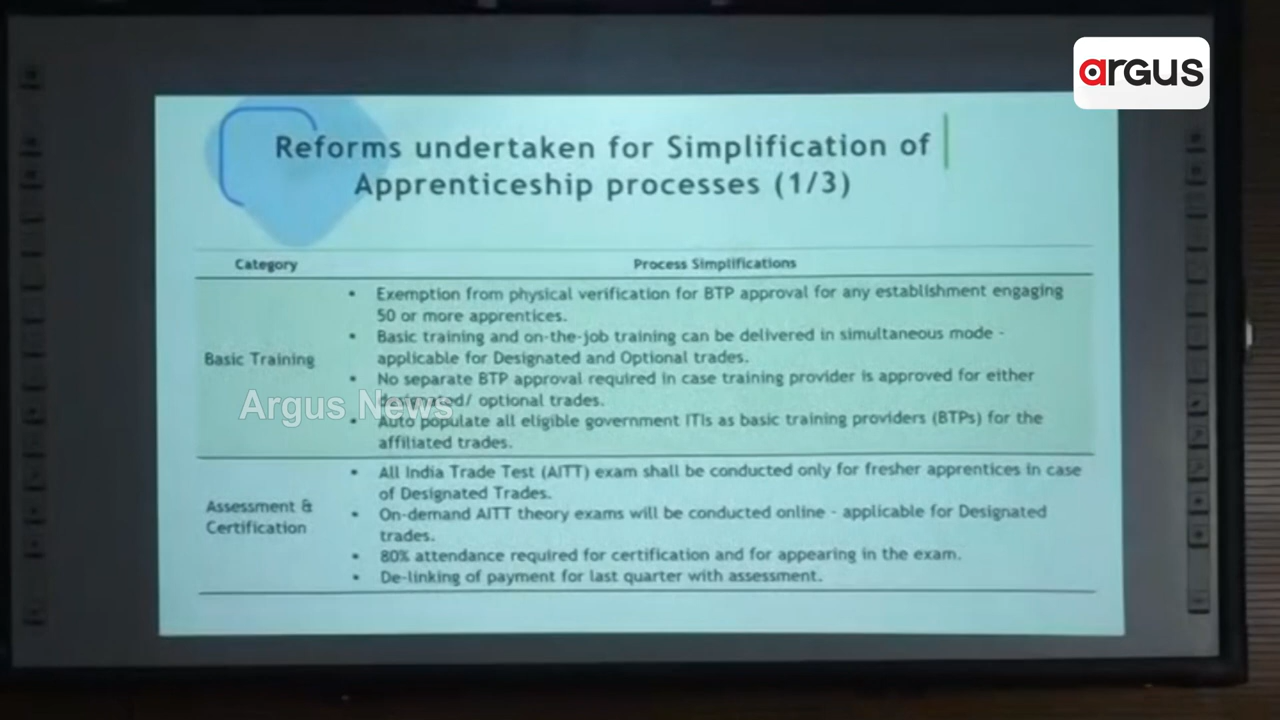 argus
Reforms undertaken for Simplification of
Apprenticeship processes (1/3)
Category
Process Simplifications
Basic Training
• Exemption from physical verification for BTP approval for any establishment engaging
50 or more apprentices.
• Basic training and on-the-job training can be delivered in simultaneous mode -
applicable for Designated and Optional trades.
• No separate BTP approval required in case training provider is approved for either
designated/ optional trades.
Argus News
• Auto populate all eligible government ITIs as basic training providers (BTPs) for the
affiliated trades.
Assessment &
Certification
• All India Trade Test (AITT) exam shall be conducted only for fresher apprentices in case
of Designated Trades.
• On-demand AITT theory exams will be conducted online - applicable for Designated
trades.
• 80% attendance required for certification and for appearing in the exam.
• De-linking of payment for last quarter with assessment.